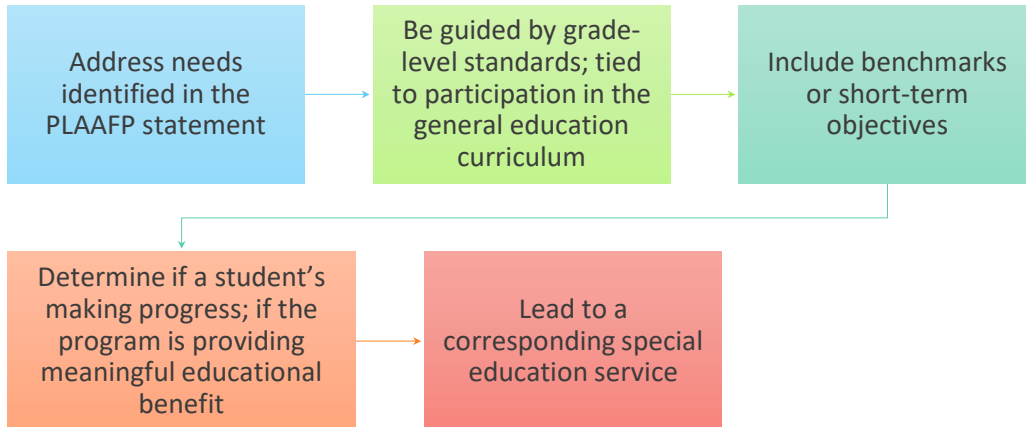 Address needs
identified in the
PLAAFP statement
Be guided by grade-
level standards; tied
to participation in the
general education
curriculum
Include benchmarks
or short-term
objectives
Determine if a student’s
making progress; if the
program is providing
meaningful educational
benefit
Lead to a
corresponding special
education service